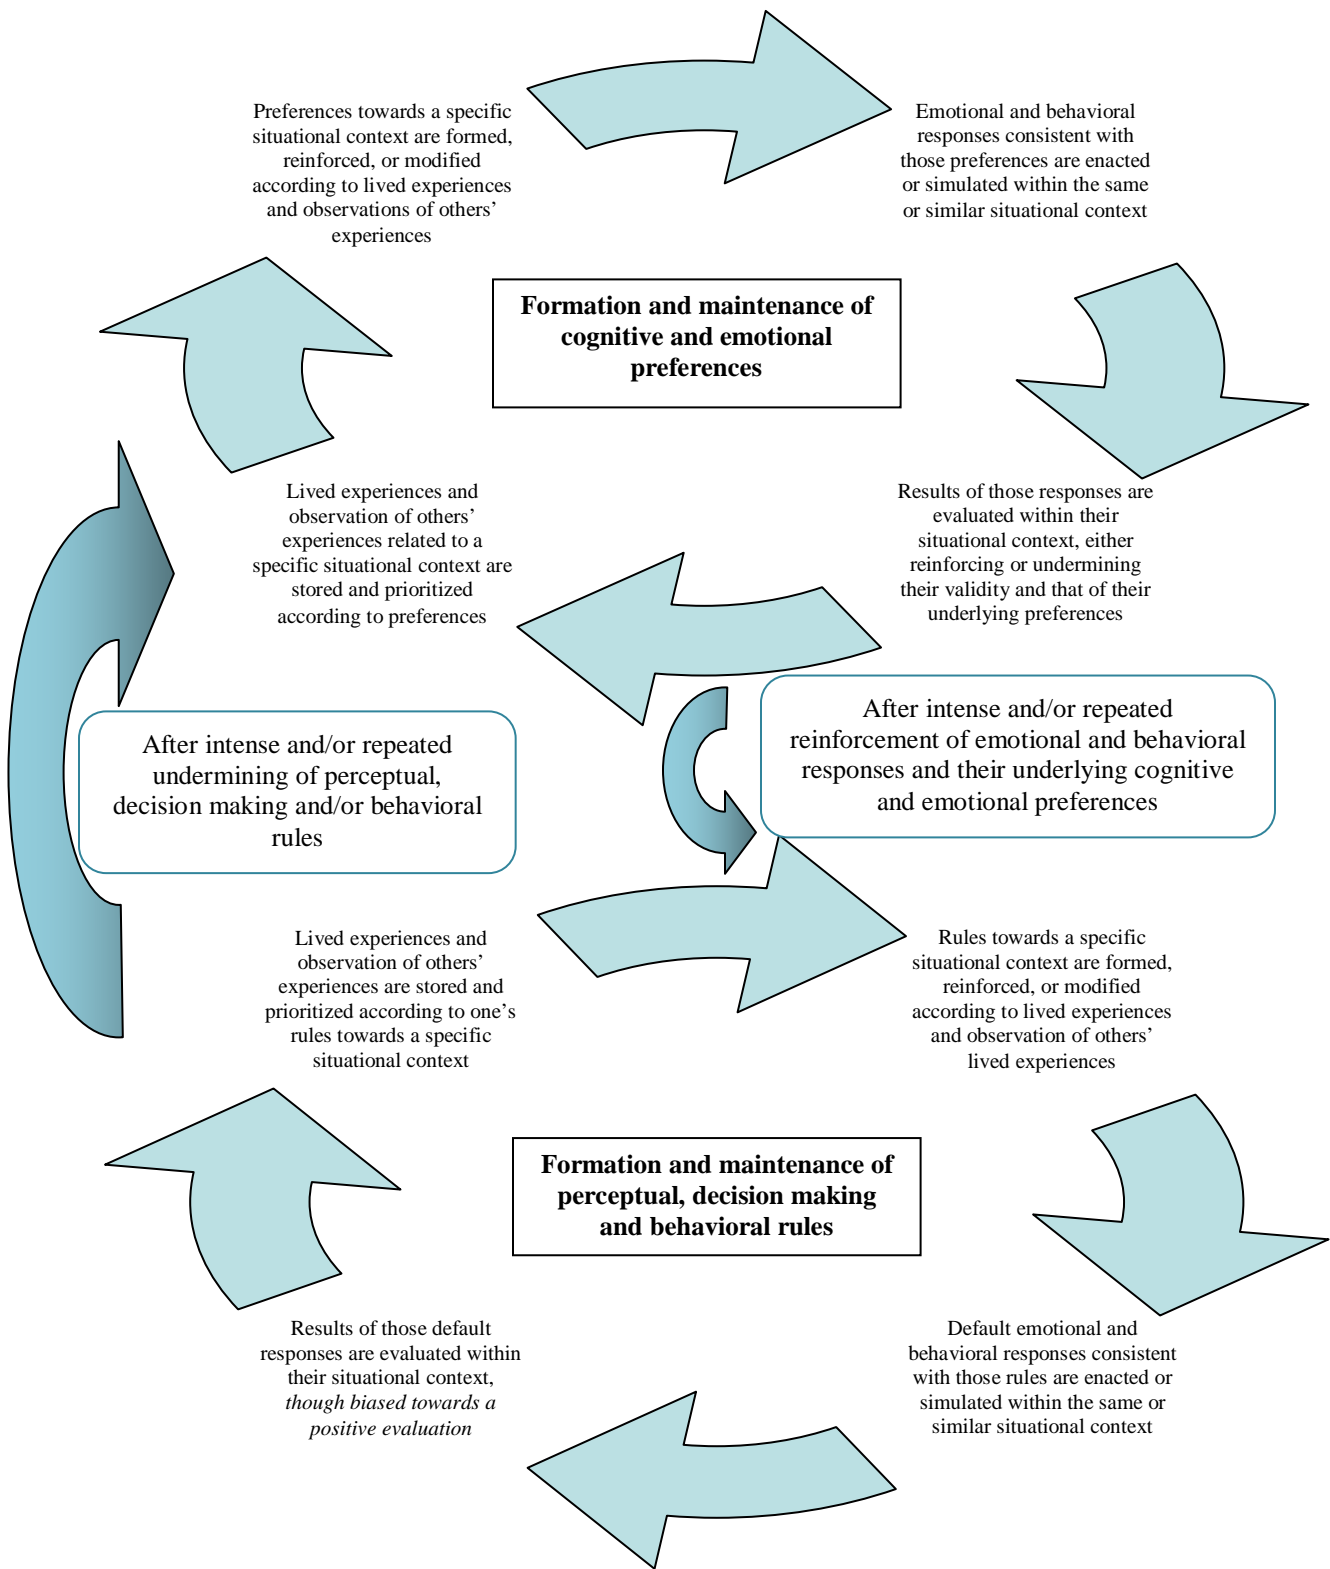 Preferences towards a specific
situational context are formed,
reinforced, or modified
according to lived experiences
and observations of others’
experiences
Emotional and behavioral
responses consistent with
those preferences are enacted
or simulated within the same
or similar situational context
Formation and maintenance of
cognitive and emotional
preferences
Lived experiences and
observation of others’
experiences related to a
specific situational context are
stored and prioritized
according to preferences
Results of those responses are
evaluated within their
situational context, either
reinforcing or undermining
their validity and that of their
underlying preferences
After intense and/or repeated
undermining of perceptual,
decision making and/or behavioral
rules
After intense and/or repeated
reinforcement of emotional and behavioral
responses and their underlying cognitive
and emotional preferences
Lived experiences and
observation of others’
experiences are stored and
prioritized according to one’s
rules towards a specific
situational context
Rules towards a specific
situational context are formed,
reinforced, or modified
according to lived experiences
and observation of others’
lived experiences
Formation and maintenance of
perceptual, decision making
and behavioral rules
Results of those default
responses are evaluated within
their situational context,
though biased towards a
positive evaluation
Default emotional and
behavioral responses consistent
with those rules are enacted or
simulated within the same or
similar situational context